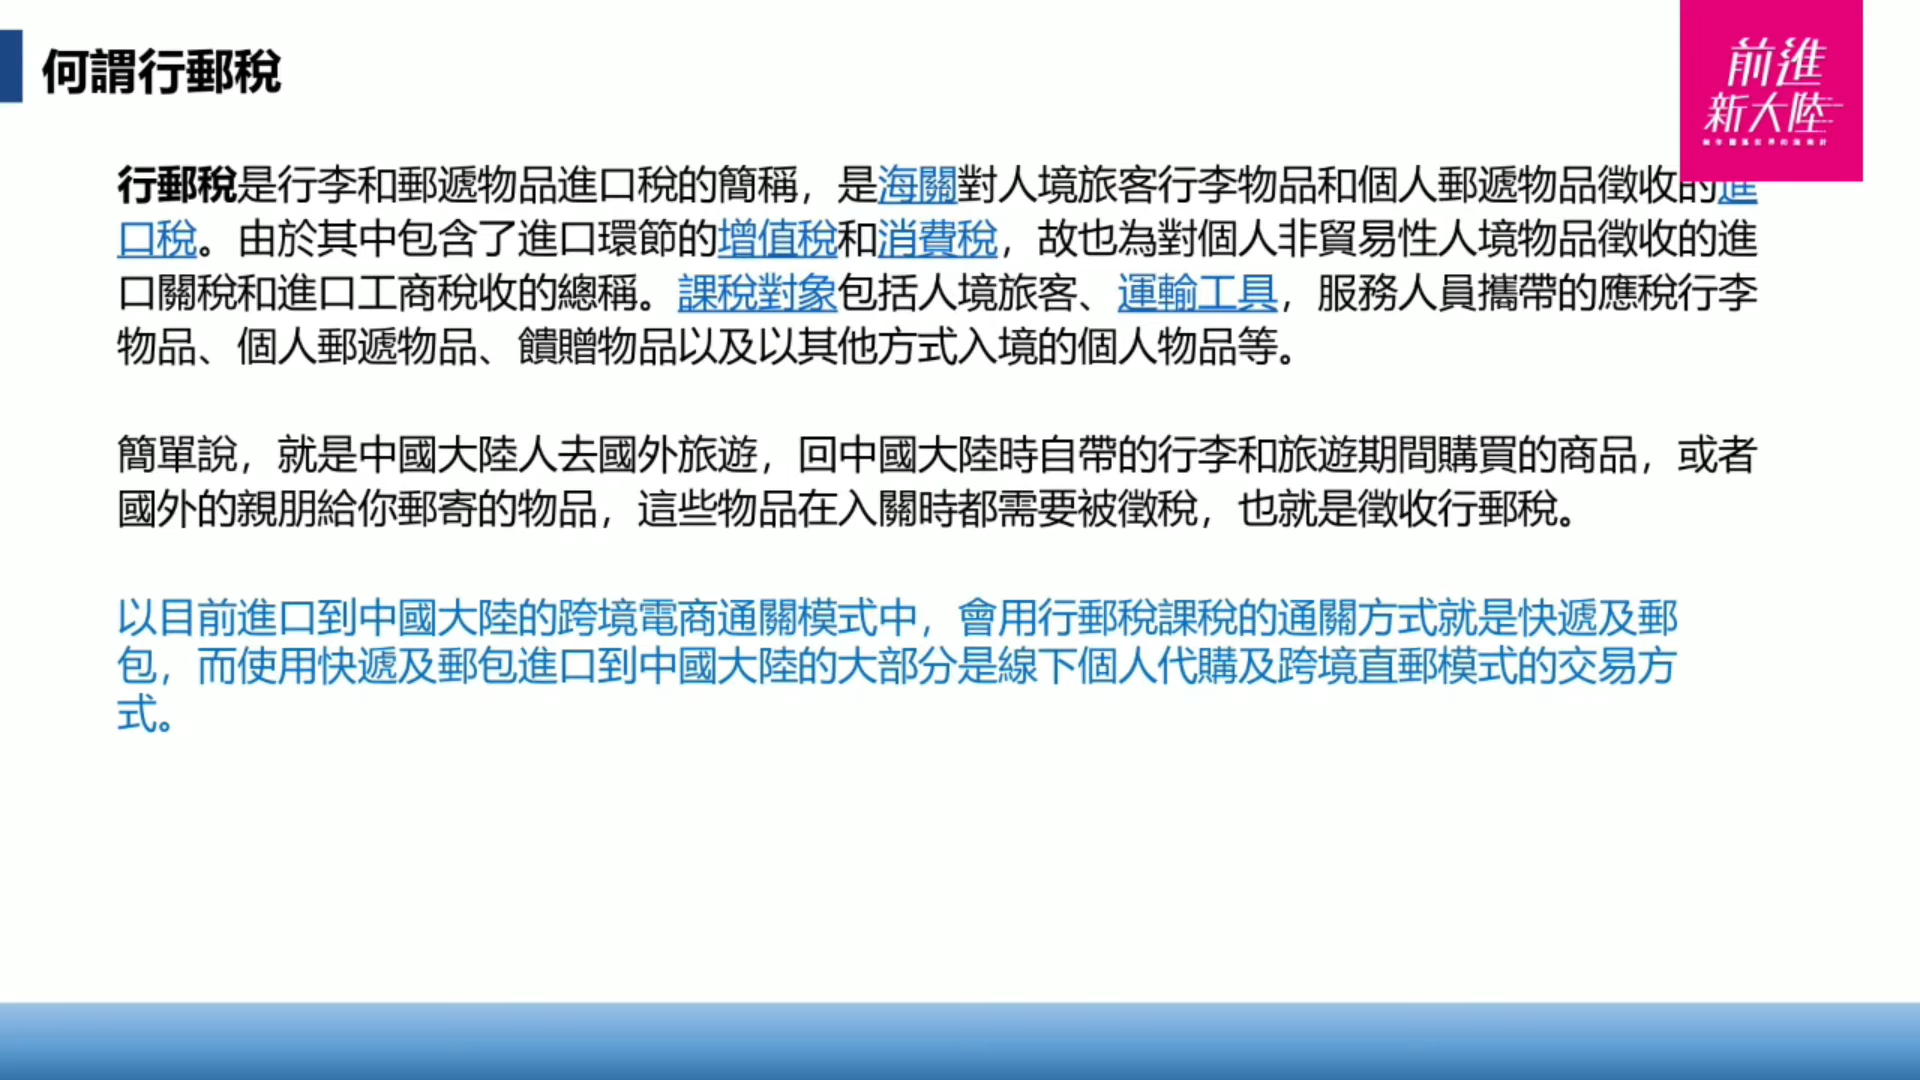 何謂行郵稅
前進
新大陸
行郵稅是行李和郵遞物品進口稅的簡稱，是海關對人境旅客行李物品和個人郵遞物品徵收的進
口稅。由於其中包含了進口環節的增值稅和消費稅，故也為對個人非貿易性人境物品徵收的進
口關稅和進口工商稅收的總稱。課稅對象包括人境旅客、運輸工具，服務人員攜帶的應稅行李
物品、個人郵遞物品、饋贈物品以及以其他方式入境的個人物品等。
簡單說，就是中國大陸人去國外旅遊，回中國大陸時自帶的行李和旅遊期間購買的商品，或者
國外的親朋給你郵寄的物品，這些物品在入關時都需要被徵稅，也就是徵收行郵稅。
以目前進口到中國大陸的跨境電商通關模式中，會用行郵稅課稅的通關方式就是快遞及郵
包，而使用快遞及郵包進口到中國大陸的大部分是線下個人代購及跨境直郵模式的交易方
式。